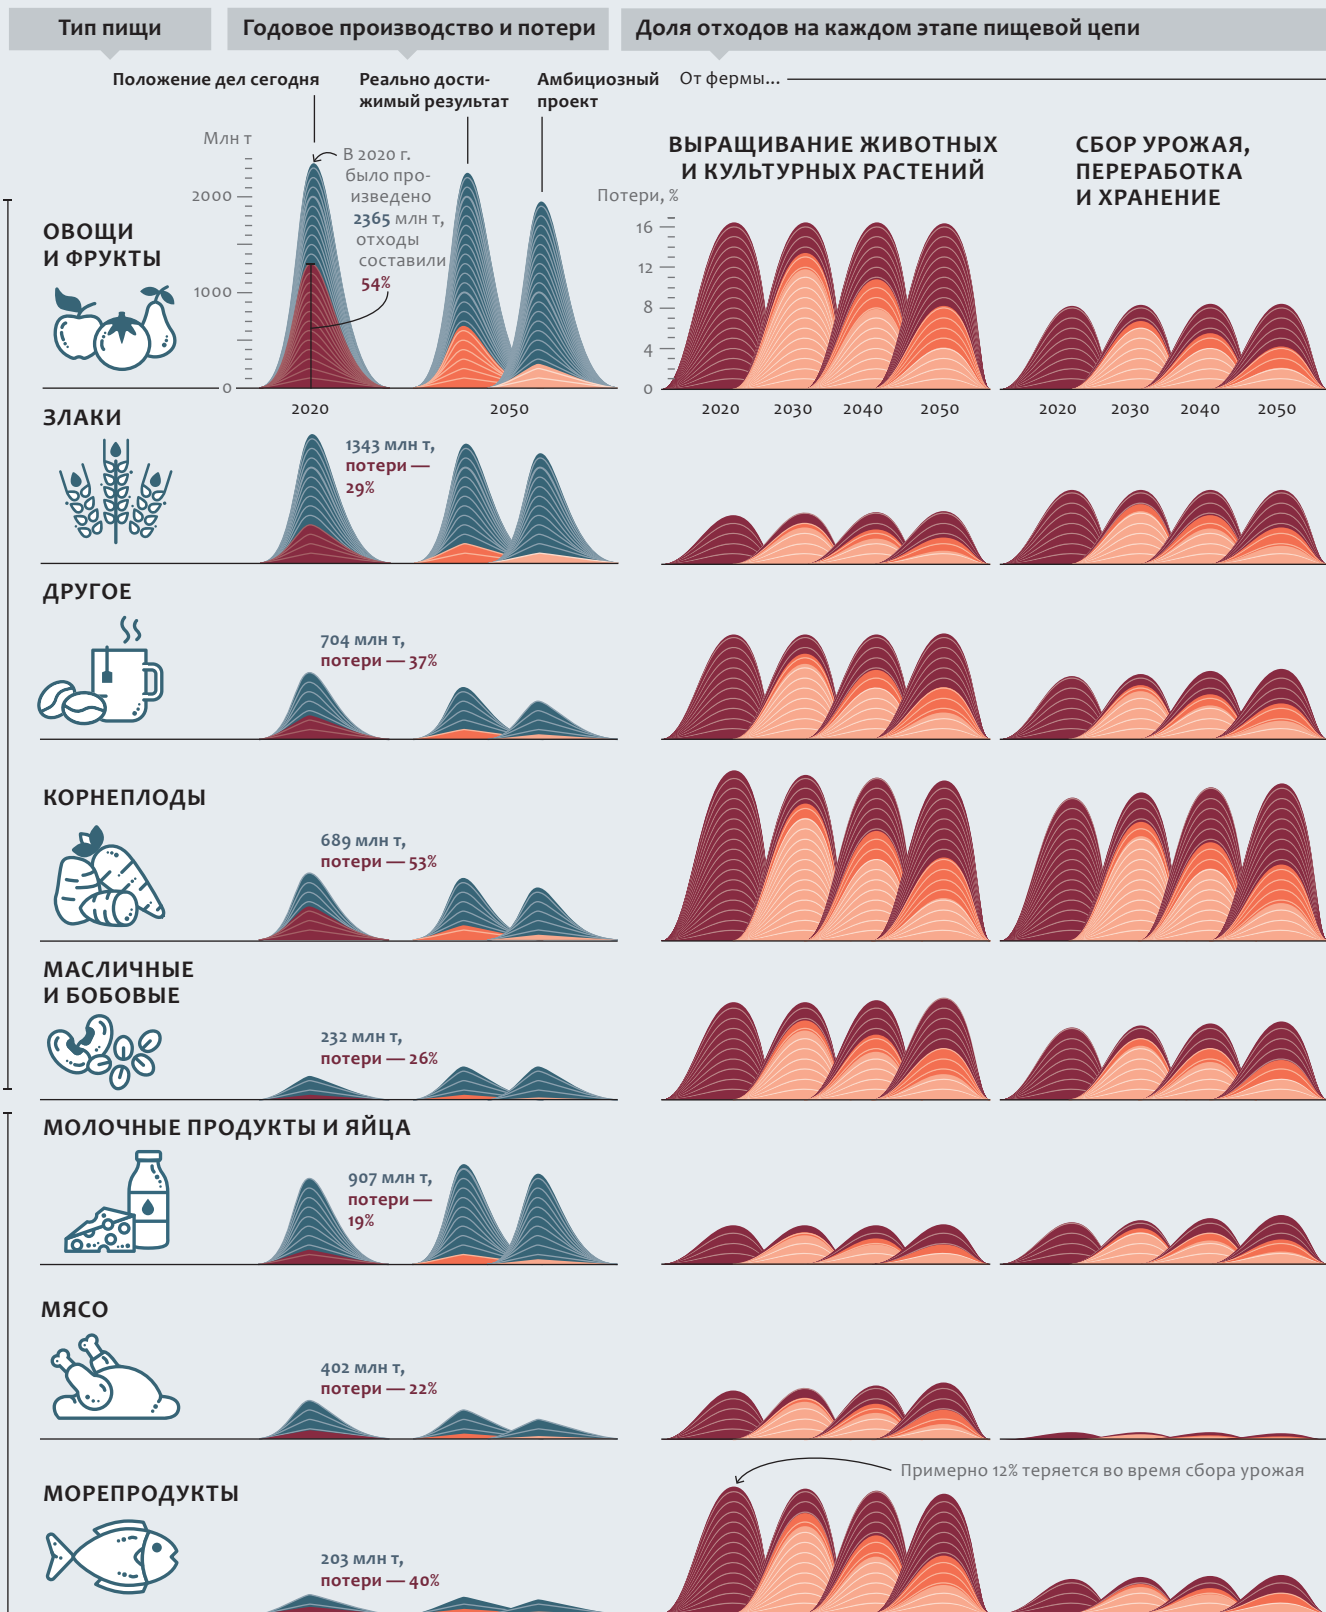 Тип пищи
Годовое производство и потери
Доля отходов на каждом этапе пищевой цепи
Положение дел сегодня
Реально дости-
жимый результат
Амбициозный
проект
От фермы...
Млн т
2000
1000
0
В 2020 г.
было про-
изведено
2365 млн т,
отходы
составили
54%
2020
2050
Потери, %
16
12
8
4
0
ВЫРАЩИВАНИЕ ЖИВОТНЫХ
И КУЛЬТУРНЫХ РАСТЕНИЙ
СБОР УРОЖАЯ,
ПЕРЕРАБОТКА
И ХРАНЕНИЕ
2020 2030 2040 2050
2020 2030 2040 2050
ОВОЩИ
И ФРУКТЫ
ЗЛАКИ
1343 млн т,
потери —
29%
ДРУГОЕ
704 млн т,
потери — 37%
КОРНЕПЛОДЫ
689 млн т,
потери — 53%
МАСЛИЧНЫЕ
И БОБОВЫЕ
232 млн т,
потери — 26%
МОЛОЧНЫЕ ПРОДУКТЫ И ЯЙЦА
907 млн т,
потери —
19%
МЯСО
402 млн т,
потери — 22%
Примерно 12% теряется во время сбора урожая
МОРЕПРОДУКТЫ
203 млн т,
потери — 40%